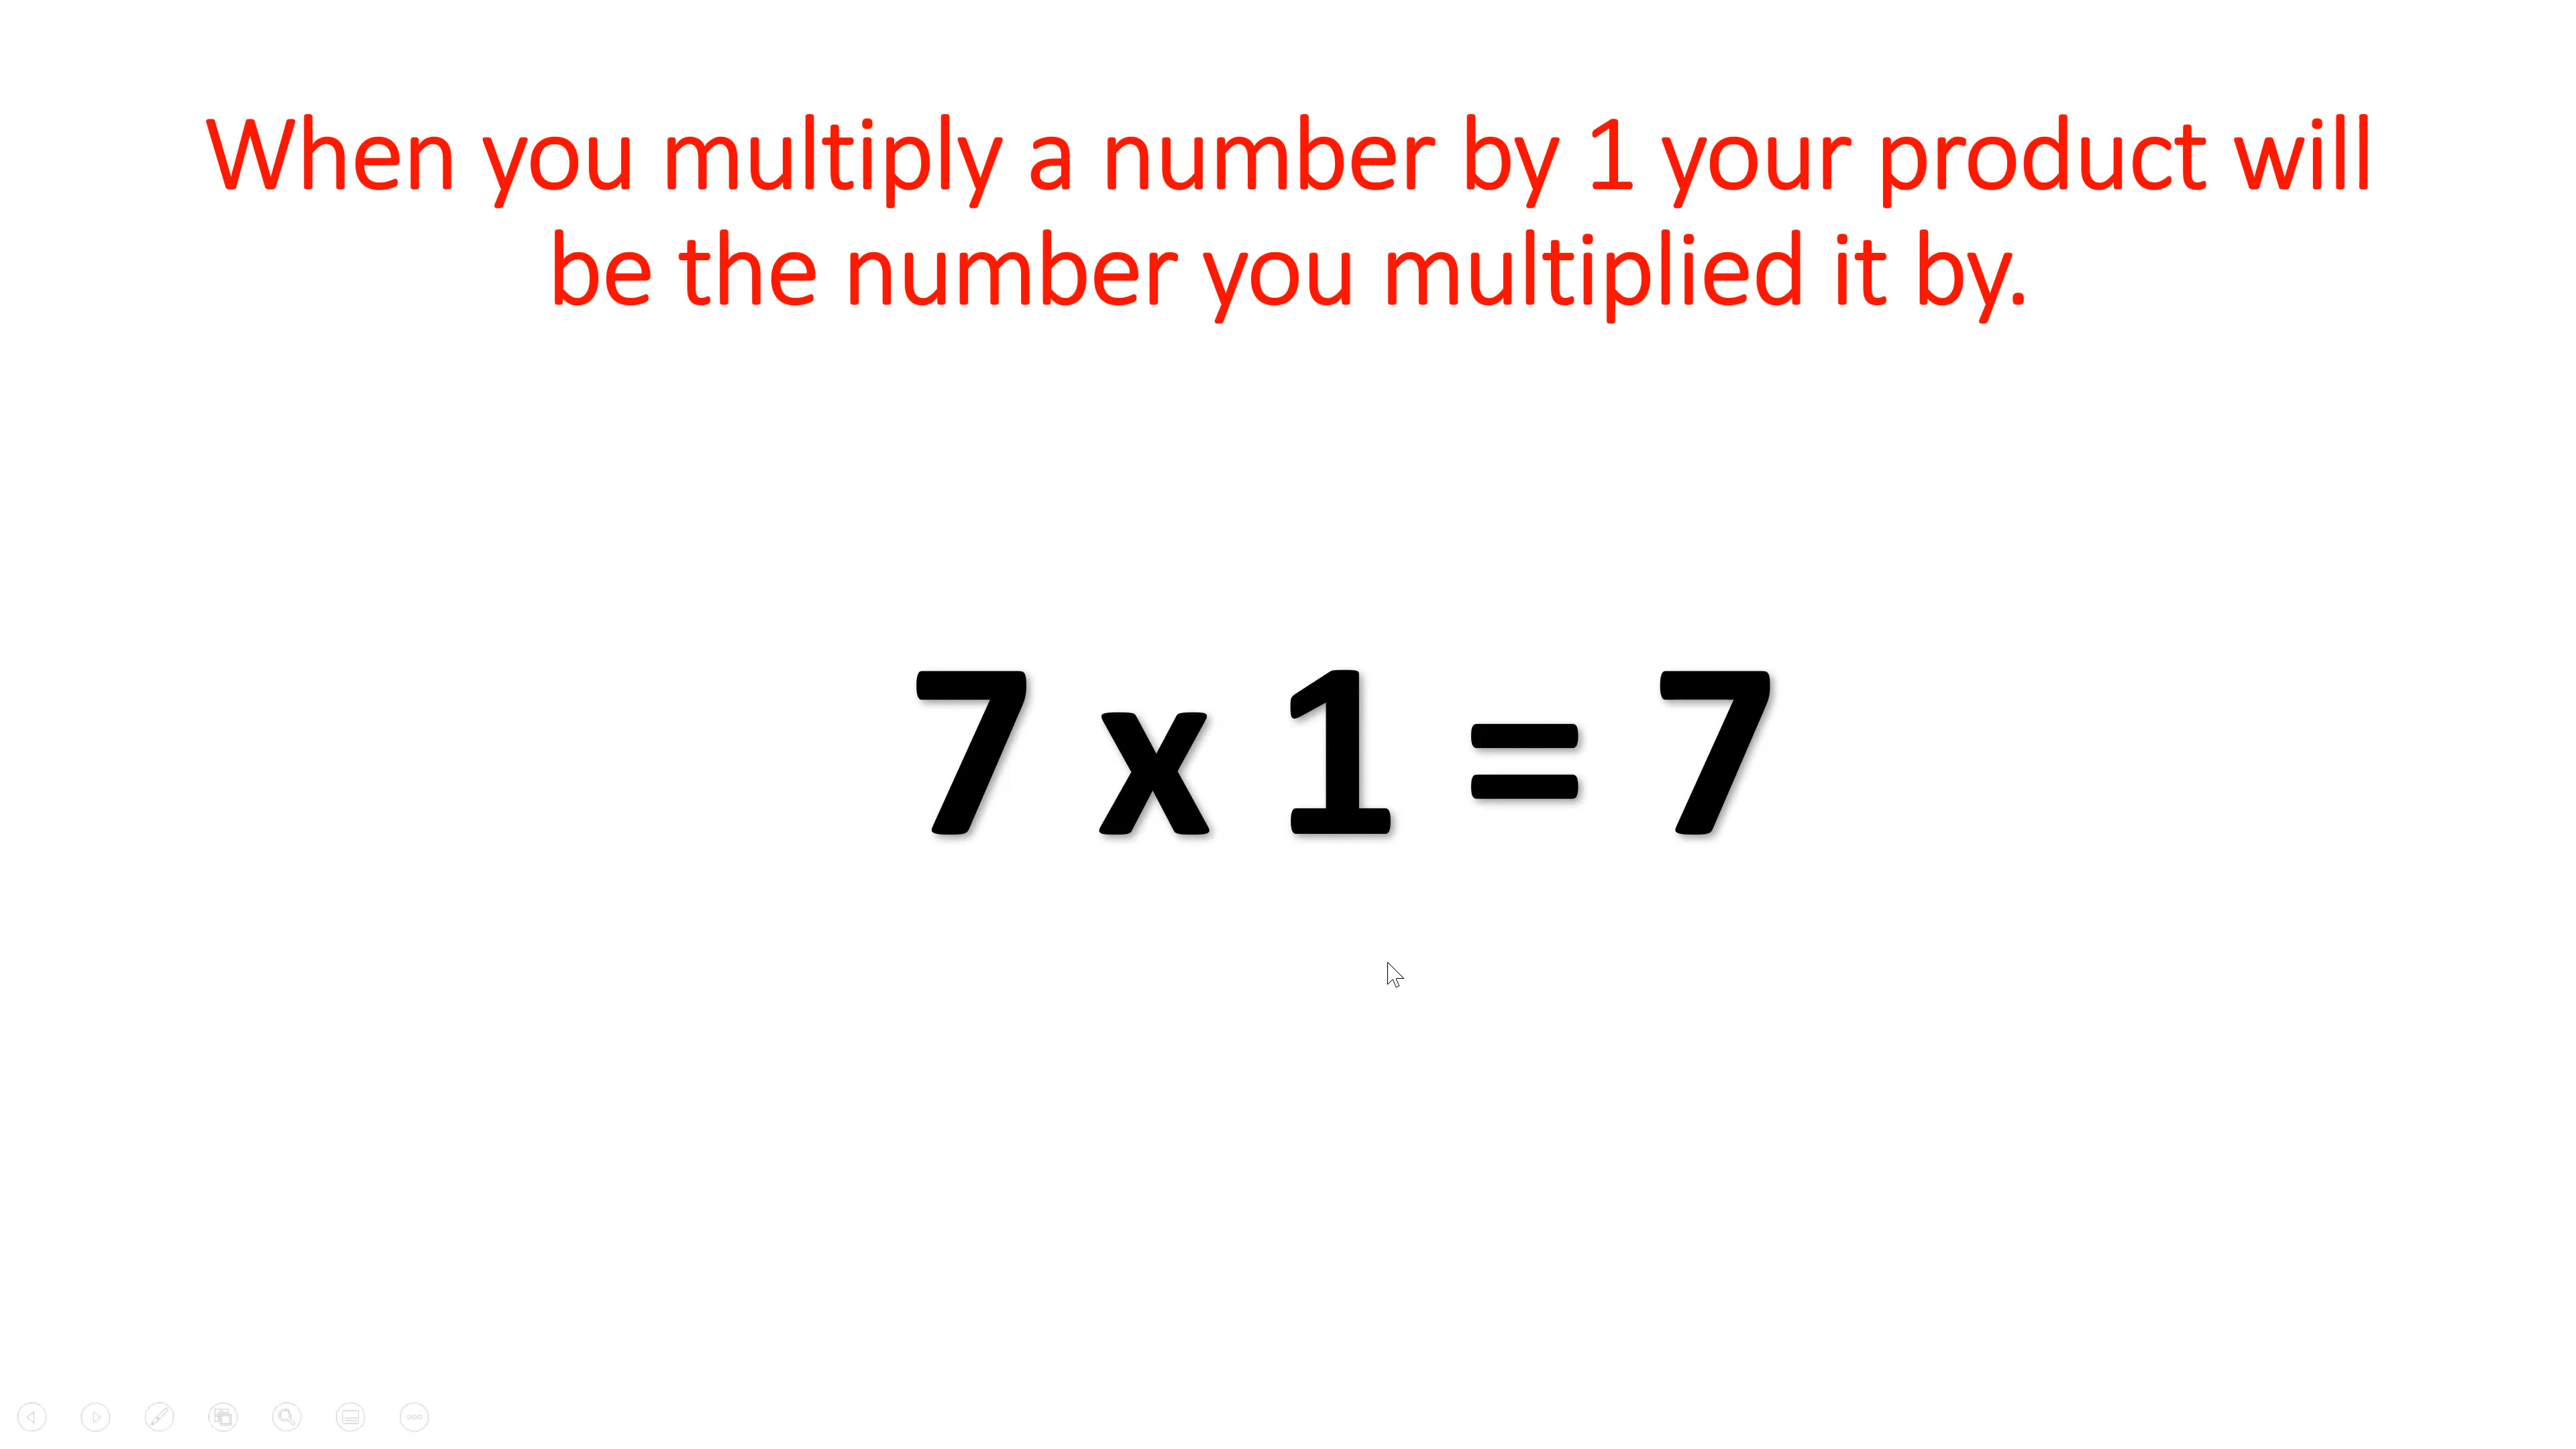 When you multiply a number by 1 your product will
be the number you multiplied it by.
7 x 1 = 7